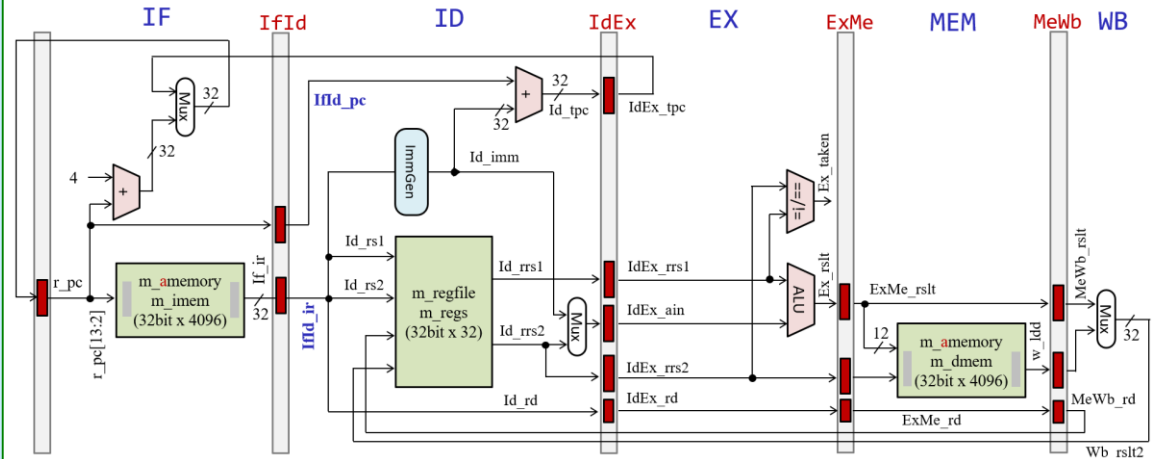 IF
IfId
ID
IdEx
EX
ExMe
MEM
MeWb
WB
Mux
32
32
4
+
r_pc
r_pc[13:2]
m_amemory
m_imem
(32bit x 4096)
If_ir
32
IfId_pc
IfId_ir
ImmGen
Id_imm
+
32
32
Id_tpc
IdEx_tpc
Id_rs1
Id_rs2
m_regfile
m_regs
(32bit x 32)
Id_rrs1
Id_rrs2
Mux
Id_rd
IdEx_rrs1
IdEx_ain
IdEx_rrs2
IdEx_rd
==/!=
Ex_taken
ALU
Ex_rslt
ExMe_rslt
12
m_amemory
m_dmem
(32bit x 4096)
w_ldd
ExMe_rd
MeWb_rslt
Mux
32
MeWb_rd
Wb_rslt2